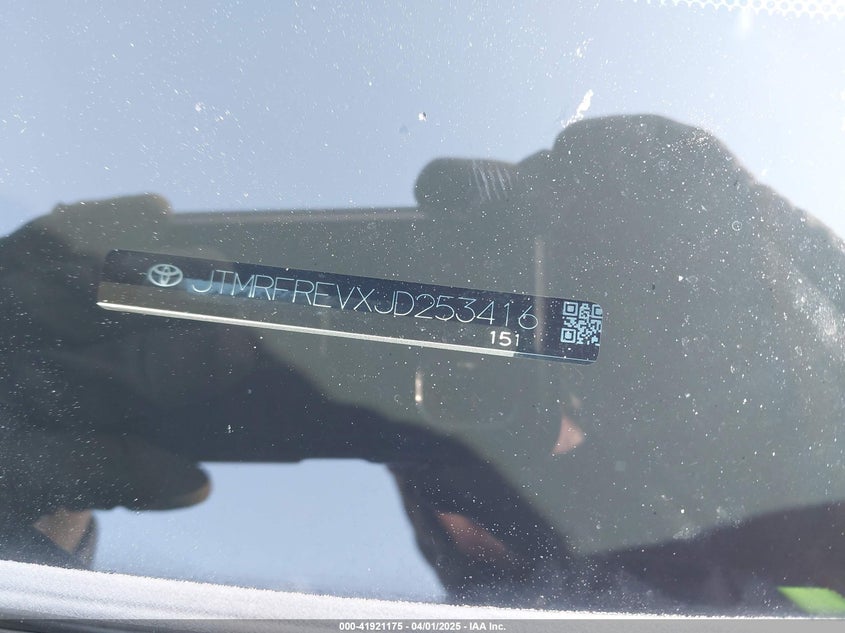 JTMRFREVXJD253416
151
000-41921175 - 04/01/2025 - IAA Inc.